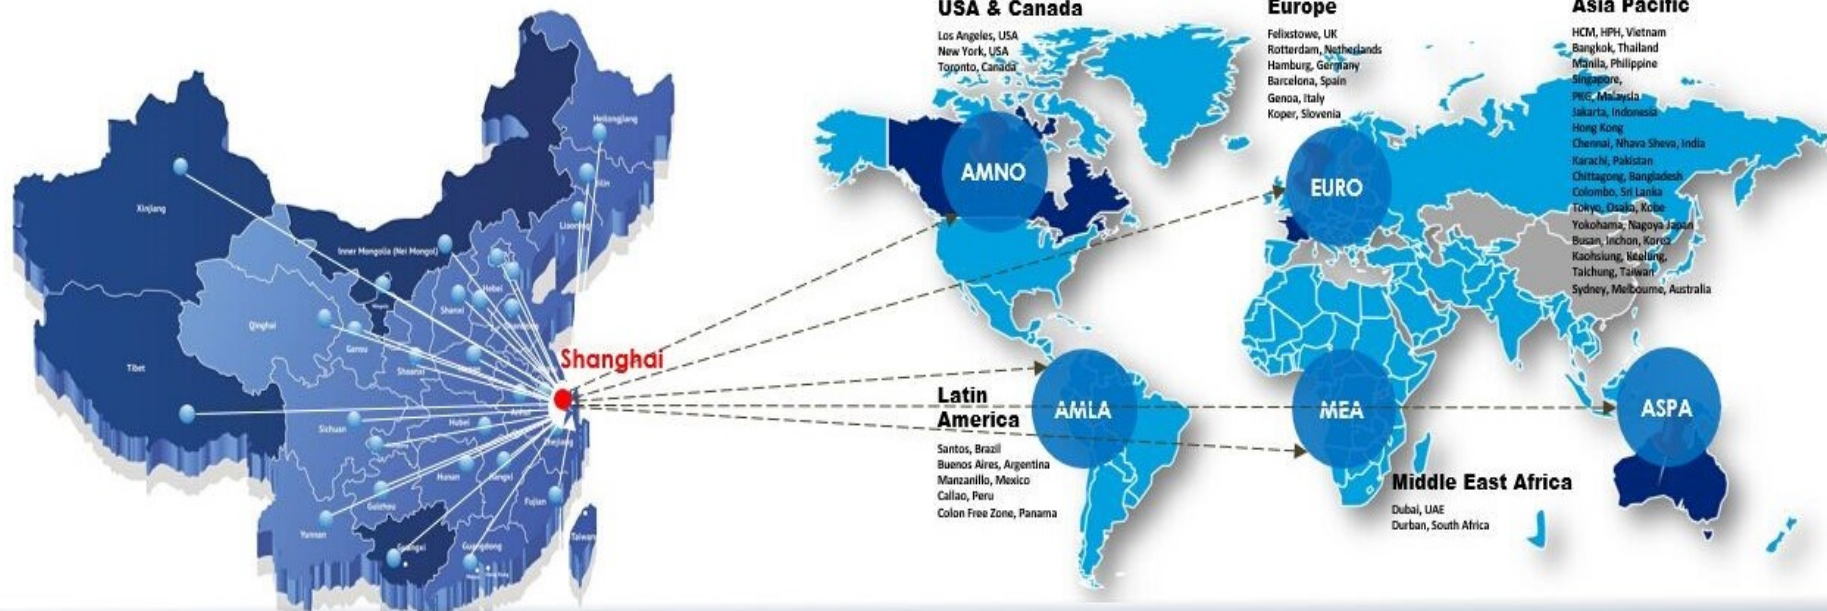 Heilongjiang
Jilin
Liaoning
Xinjiang
Inner Mongolia (Nei Mongol)
Hebei
Shanxi
Shandong
Qinghai
Gansu
Shaanxi
Tibet
Shanghai
Anhui
Sichuan
Hubei
Zhejiang
Hunan
Jiangxi
Guizhou
Fujian
Yunnan
Guangxi
Guangdong
Taiwan
USA & Canada
Los Angeles, USA
New York, USA
Toronto, Canada
AMNO
Europe
Felixstowe, UK
Rotterdam, Netherlands
Hamburg, Germany
Barcelona, Spain
Genoa, Italy
Koper, Slovenia
EURO
Asia Pacific
HCM, HPH, Vietnam
Bangkok, Thailand
Manila, Philippine
Singapore,
PKG, Malaysia
Jakarta, Indonesia
Hong Kong
Chennai, Nhava Sheva, India
Karachi, Pakistan
Chittagong, Bangladesh
Colombo, Sri Lanka
Tokyo, Osaka, Kobe
Yokohama, Nagoya Japan
Busan, Inchon, Korea
Kaohsiung, Keelung,
Taichung, Taiwan
Sydney, Melbourne, Australia
Latin
America
Santos, Brazil
Buenos Aires, Argentina
Manzanillo, Mexico
Callao, Peru
Colon Free Zone, Panama
AMLA
MEA
ASPA
Middle East Africa
Dubai, UAE
Durban, South Africa